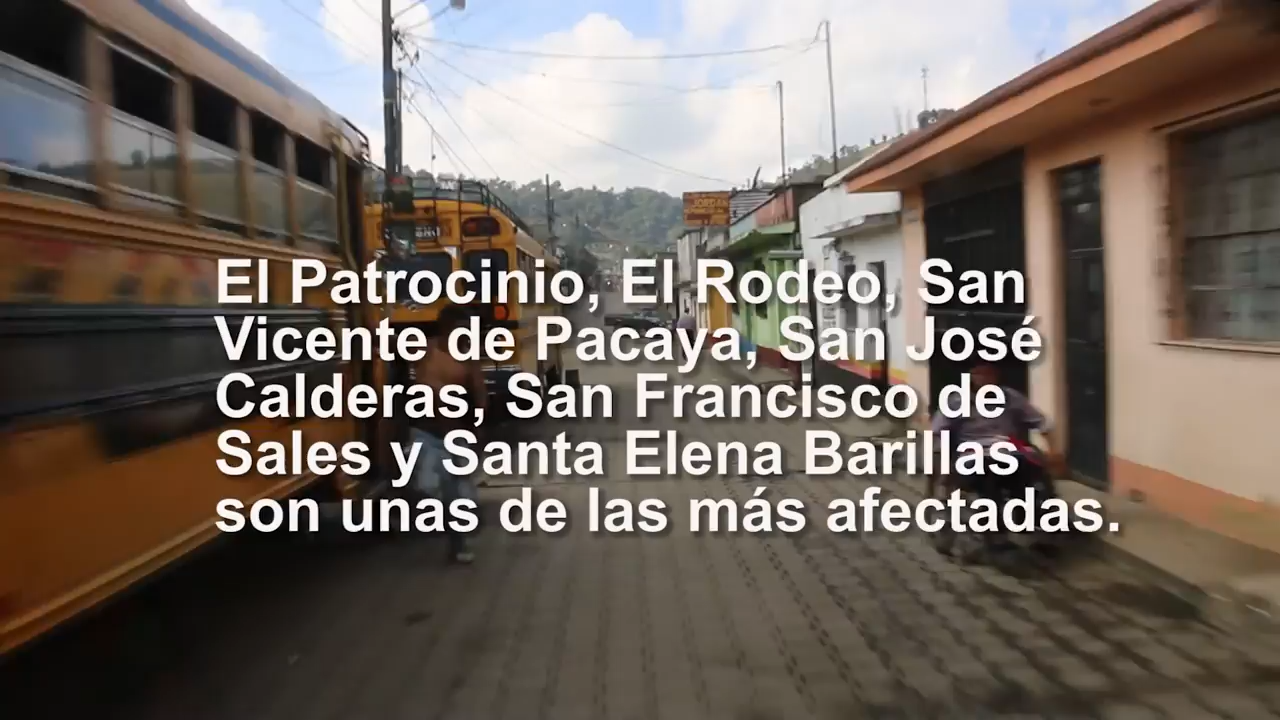 JORDAN
El Patrocinio, El Rodeo, San
Vicente de Pacaya, San José
Calderas, San Francisco de
Sales y Santa Elena Barillas
son unas de las más afectadas.